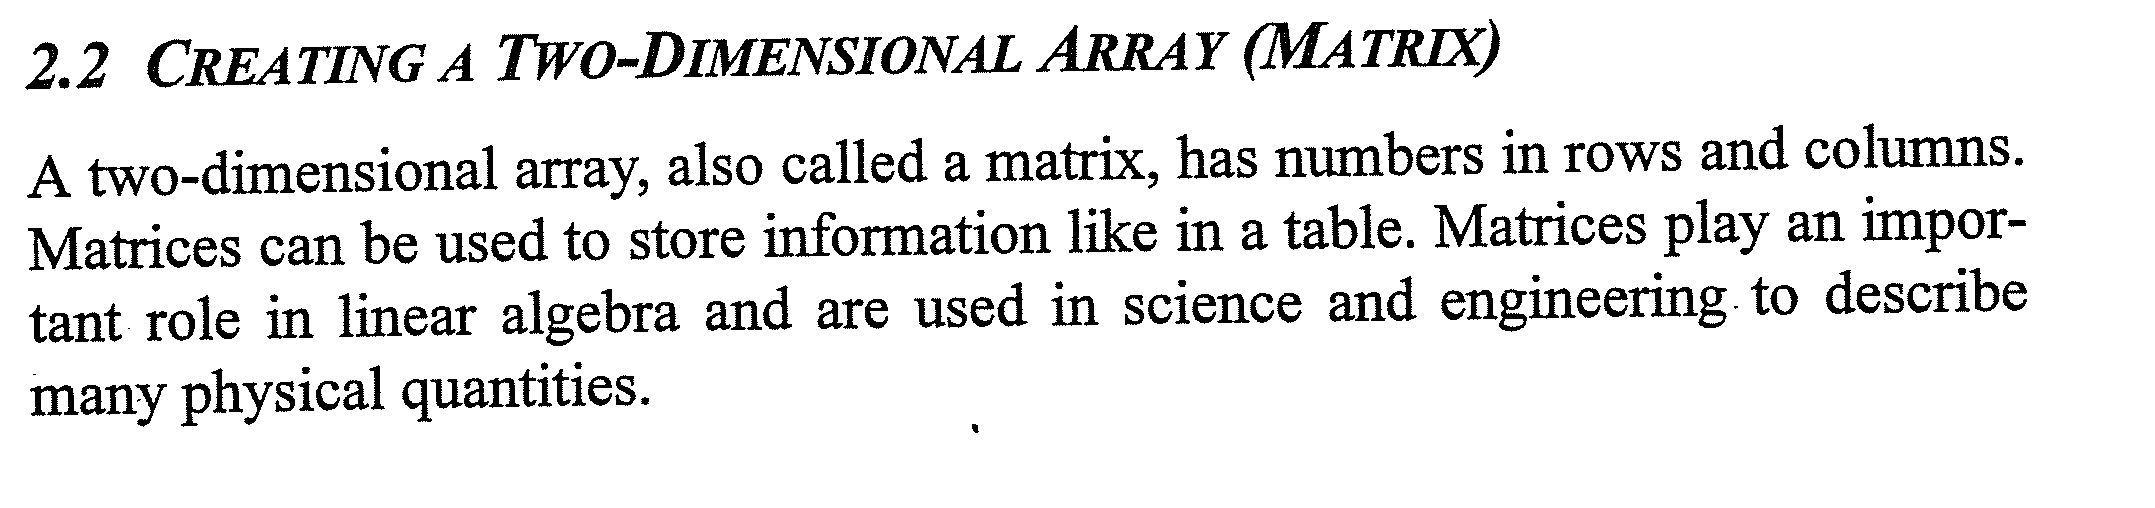 2.2 CREATING A TWO-DIMENSIONAL ARRAY (MATRIX)
A two-dimensional array, also called a matrix, has numbers in rows and columns.
Matrices can be used to store information like in a table. Matrices play an impor-
tant role in linear algebra and are used in science and engineering to describe
many physical quantities.